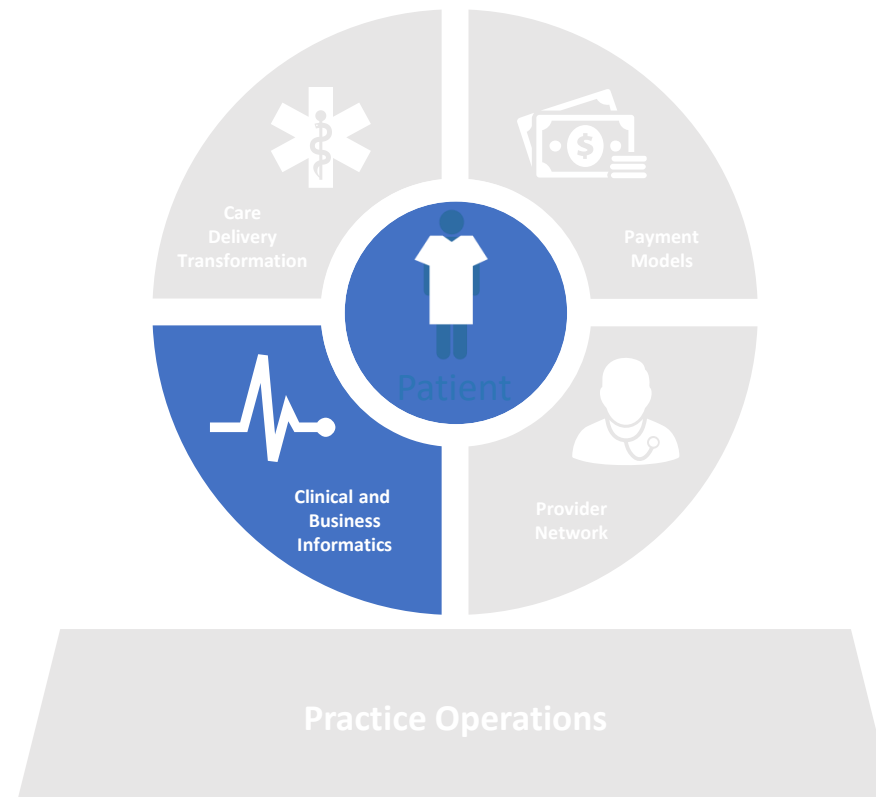 Care
Delivery
Transformation
Payment
Models
Patient
Clinical and
Business
Informatics
Provider
Network
Practice Operations